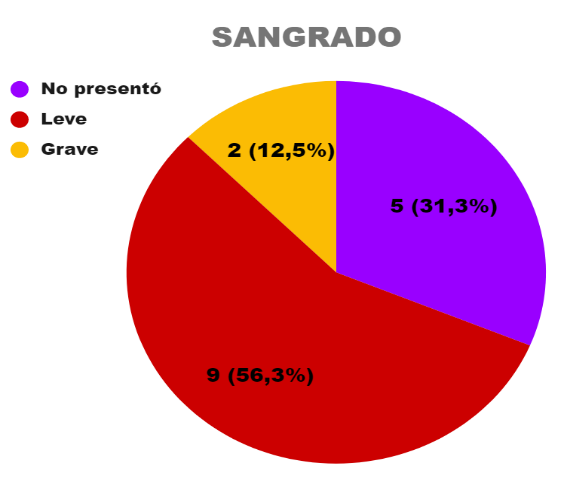 SANGRADO
No presentó
Leve
Grave
2 (12,5%)
5 (31,3%)
9 (56,3%)